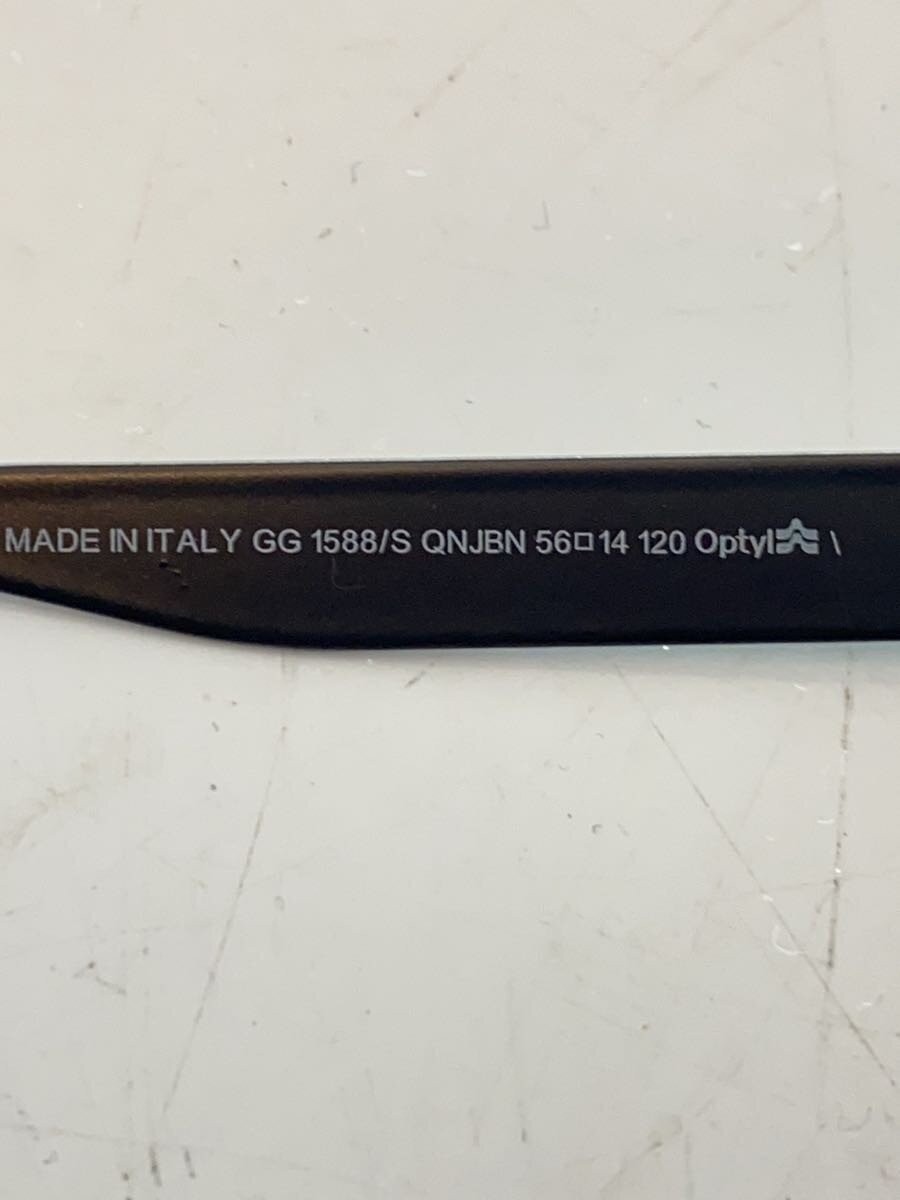 MADE IN ITALY GG 1588/S QNJBN 56□14 120 Optyl \